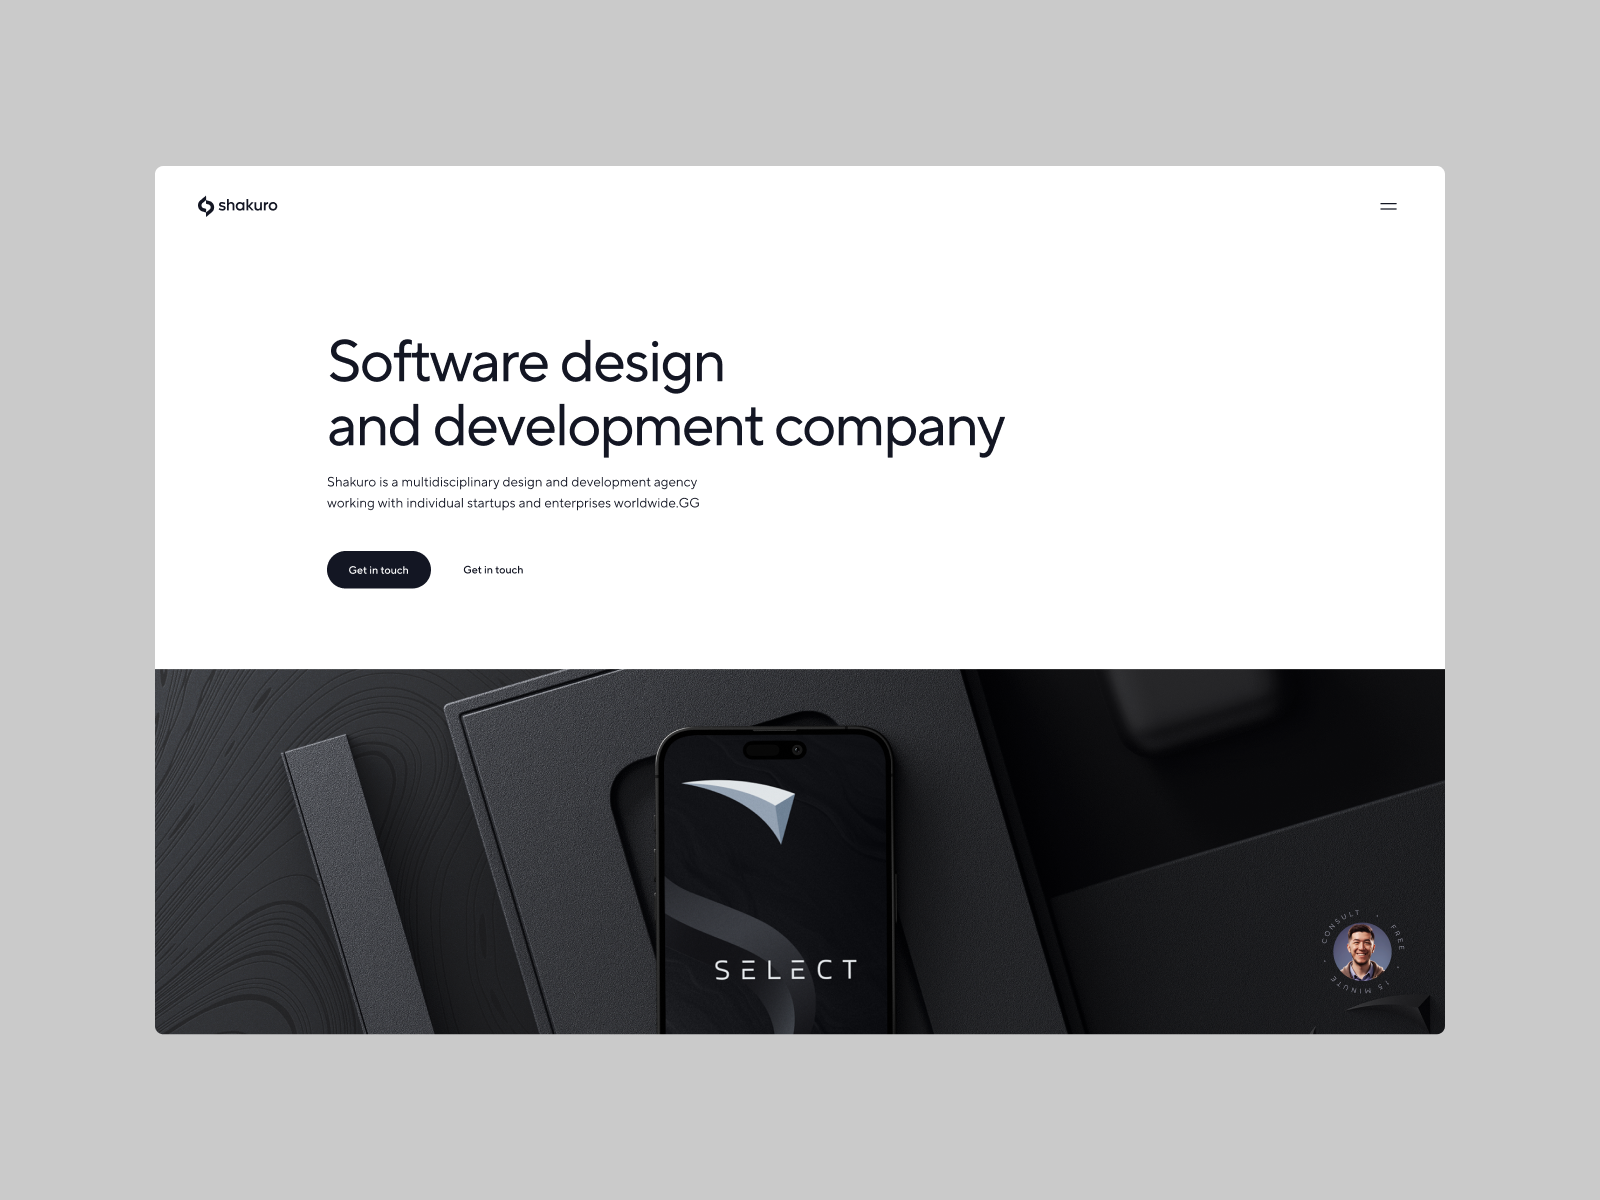 shakuro
Software design
and development company
Shakuro is a multidisciplinary design and development agency
working with individual startups and enterprises worldwide.GG
Get in touch
Get in touch
SELECT
CONSULT • FREE • 15 MINUTE •